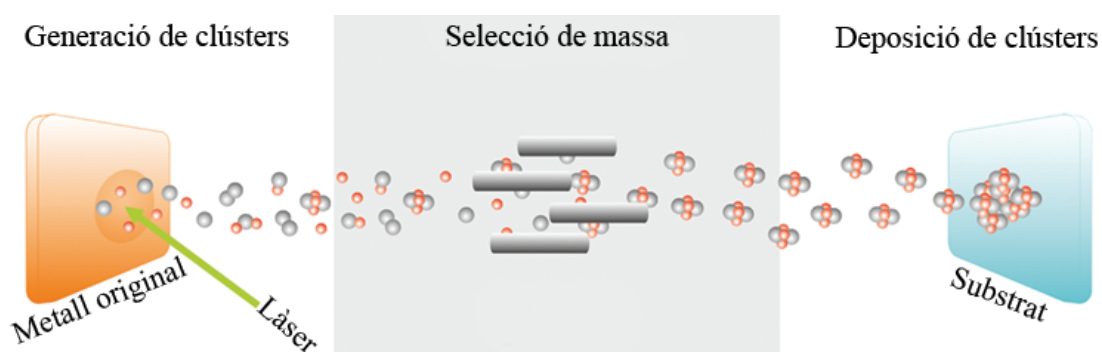 Generació de clústers
Selecció de massa
Deposició de clústers
Metall original
Làser
Substrat